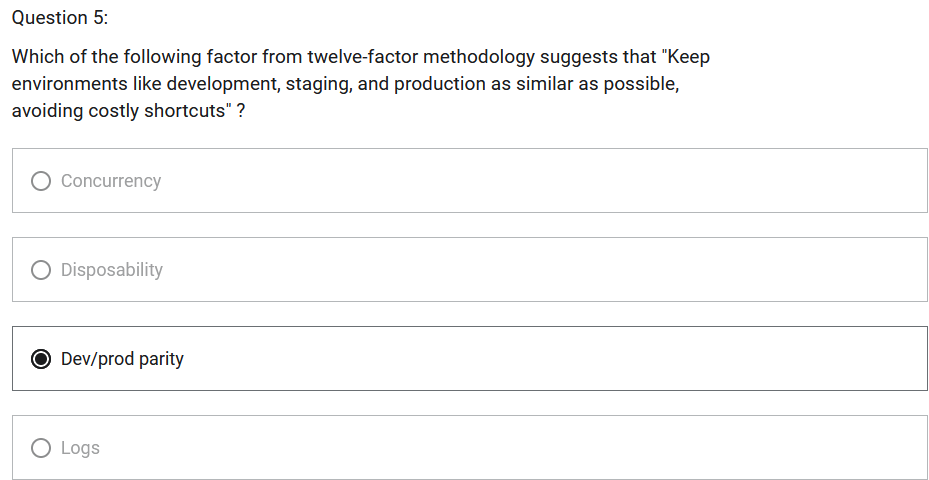 Question 5:
Which of the following factor from twelve-factor methodology suggests that "Keep
environments like development, staging, and production as similar as possible,
avoiding costly shortcuts" ?
Concurrency
Disposability
Dev/prod parity
Logs